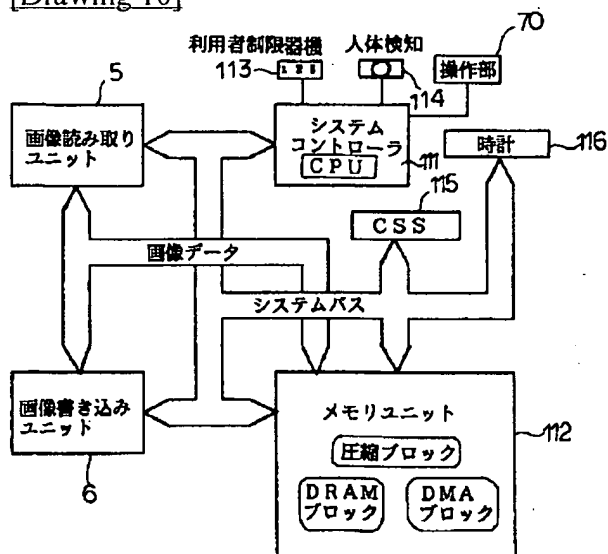 [Drawing 10]
利用者制限器機
113
1 2 3
人体検知
114
70
操作部
5
画像読み取り
ユニット
システム
コントローラ
CPU
111
時計
116
115
CSS
画像データ
システムバス
画像書き込み
ユニット
6
メモリユニット
圧縮ブロック
DRAM
ブロック
DMA
ブロック
112